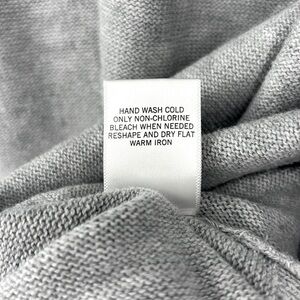 HAND WASH COLD
ONLY NON-CHLORINE
BLEACH WHEN NEEDED
RESHAPE AND DRY FLAT
WARM IRON